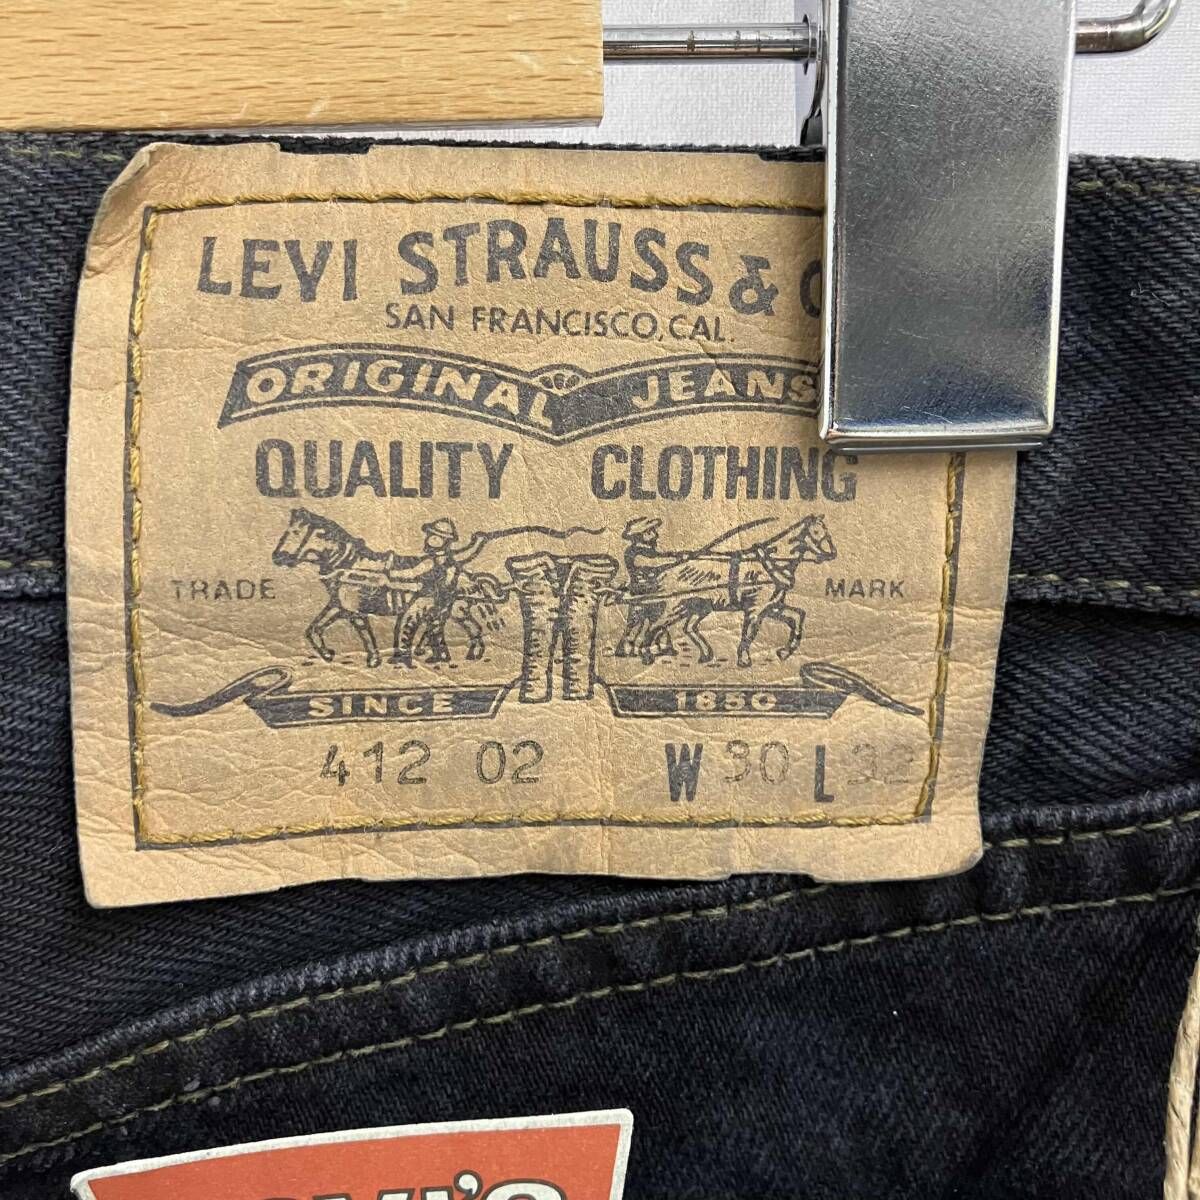 LEVI STRAUSS &
SAN FRANCISCO, CAL.
ORIGINAL JEANS
QUALITY CLOTHING
TRADE MARK
SINCE 1850
412 02 W 30 L 32